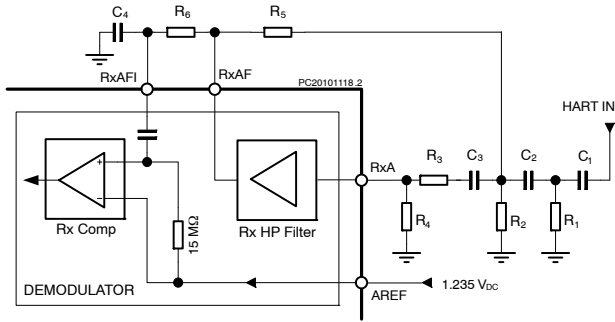 C4
R6
R5
RxAFI
RxAF
PC20101118 .2
HART IN
RxA
R3
C3
C2
C1
Rx Comp
15 MΩ
Rx HP Filter
R4
R2
R1
+
−
DEMODULATOR
AREF
1.235 VDC